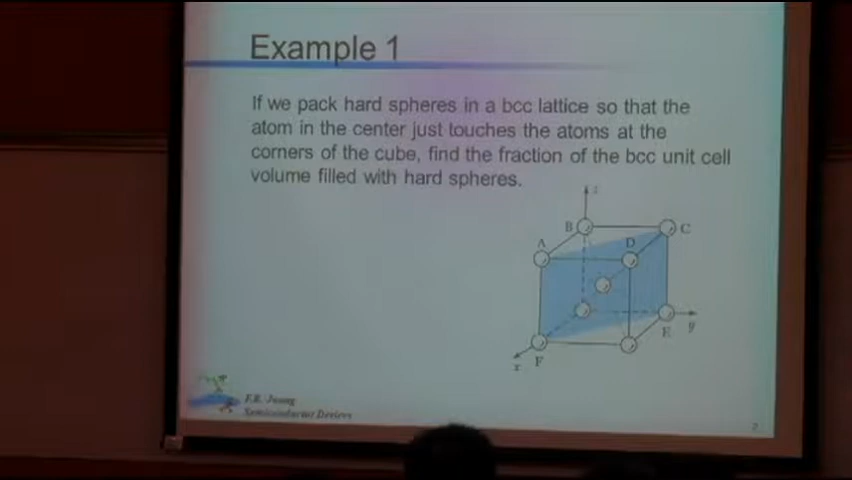 Example 1
If we pack hard spheres in a bcc lattice so that the
atom in the center just touches the atoms at the
corners of the cube, find the fraction of the bcc unit cell
volume filled with hard spheres.
z
B
C
A
D
E
y
x
F
Semiconductor Devices